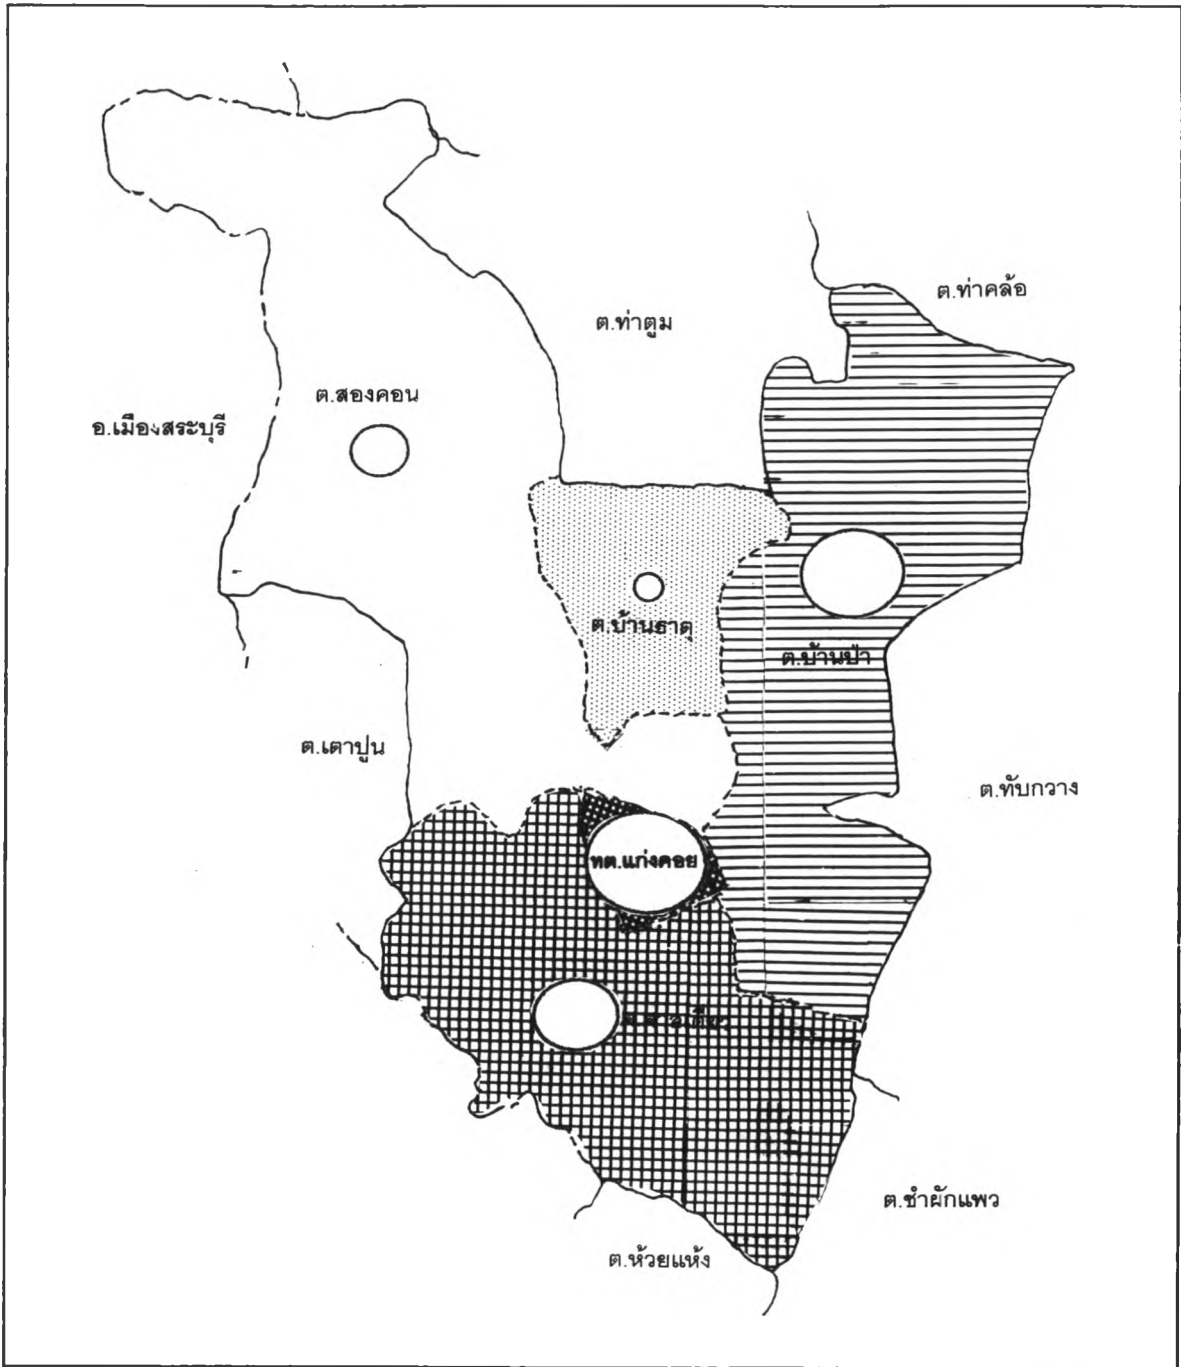 ต.ท่าคล้อ
ต.ท่าตูม
ต.สองคอน
อ.เมืองสระบุรี
ต.บ้านธาตุ
ต.บ้านป่า
ต.เตาปูน
ต.ทับกวาง
ทต.แก่งคอย
ต.ชำผักแพว
ต.ห้วยแห้ง